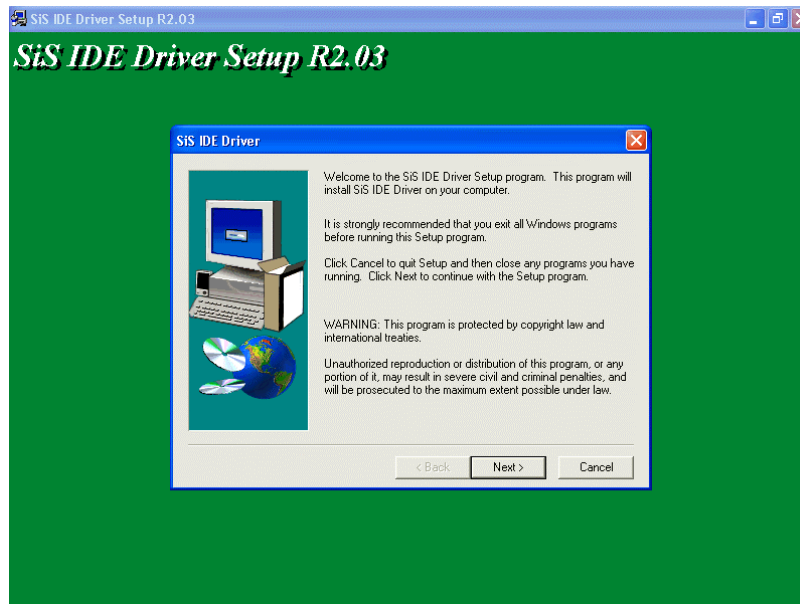 SiS IDE Driver Setup R2.03
SiS IDE Driver Setup R2.03
SiS IDE Driver
Welcome to the SiS IDE Driver Setup program. This program will
install SiS IDE Driver on your computer.
It is strongly recommended that you exit all Windows programs
before running this Setup program.
Click Cancel to quit Setup and then close any programs you have
running. Click Next to continue with the Setup program.
WARNING: This program is protected by copyright law and
international treaties.
Unauthorized reproduction or distribution of this program, or any
portion of it, may result in severe civil and criminal penalties, and
will be prosecuted to the maximum extent possible under law.
< Back Next > Cancel